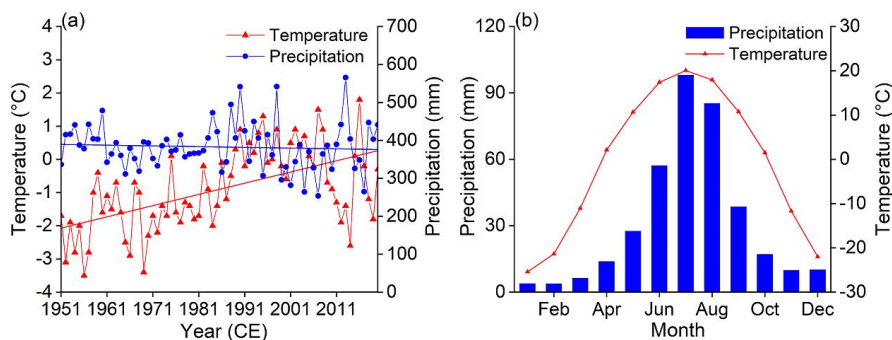 (a)
Temperature
Precipitation
Temperature (°C)
4
3
2
1
0
-1
-2
-3
-4
700
600
500
400
300
200
100
0
Precipitation (mm)
1951 1961 1971 1981 1991 2001 2011
Year (CE)
(b)
Precipitation
Temperature
Precipitation (mm)
120
90
60
30
0
30
20
10
0
-10
-20
-30
Temperature (°C)
Feb Apr Jun Aug Oct Dec
Month